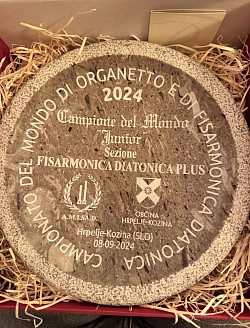 CAMPIONATO DEL MONDO DI ORGANETTO E DI FISARMONICA DIATONICA
2024
Campione del Mondo
Junior
Sezione
FISARMONICA DIATONICA PLUS
A.M.I.S.A.D.
OBČINA
HRPELJE-KOZINA
Hrpelje-Kozina (SLO)
08-09-2024